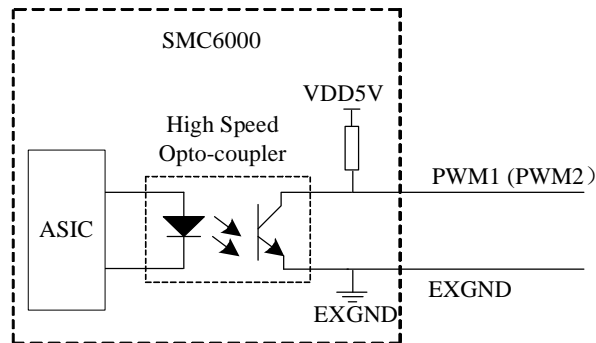 SMC6000
VDD5V
High Speed
Opto-coupler
PWM1 (PWM2）
ASIC
EXGND
EXGND